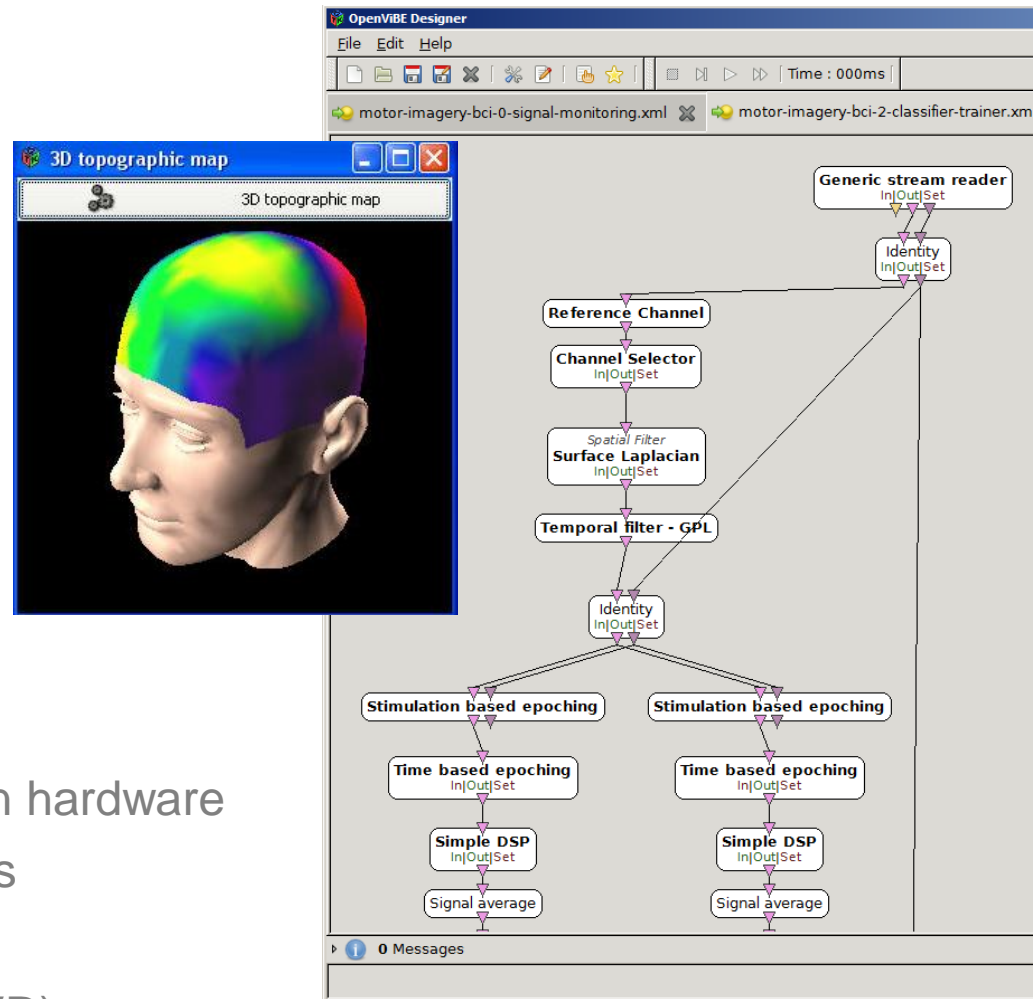 OpenViBE Designer
File Edit Help
Time : 000ms
motor-imagery-bci-0-signal-monitoring.xml motor-imagery-bci-2-classifier-trainer.xm
3D topographic map
3D topographic map
Generic stream reader
In|Out|Set
Identity
In|Out|Set
Reference Channel
Channel Selector
In|Out|Set
Spatial Filter
Surface Laplacian
In|Out|Set
Temporal filter - GPL
Identity
In|Out|Set
Stimulation based epoching Stimulation based epoching
Time based epoching Time based epoching
In|Out|Set In|Out|Set
Simple DSP Simple DSP
In|Out|Set In|Out|Set
Signal average Signal average
hardware
0 Messages